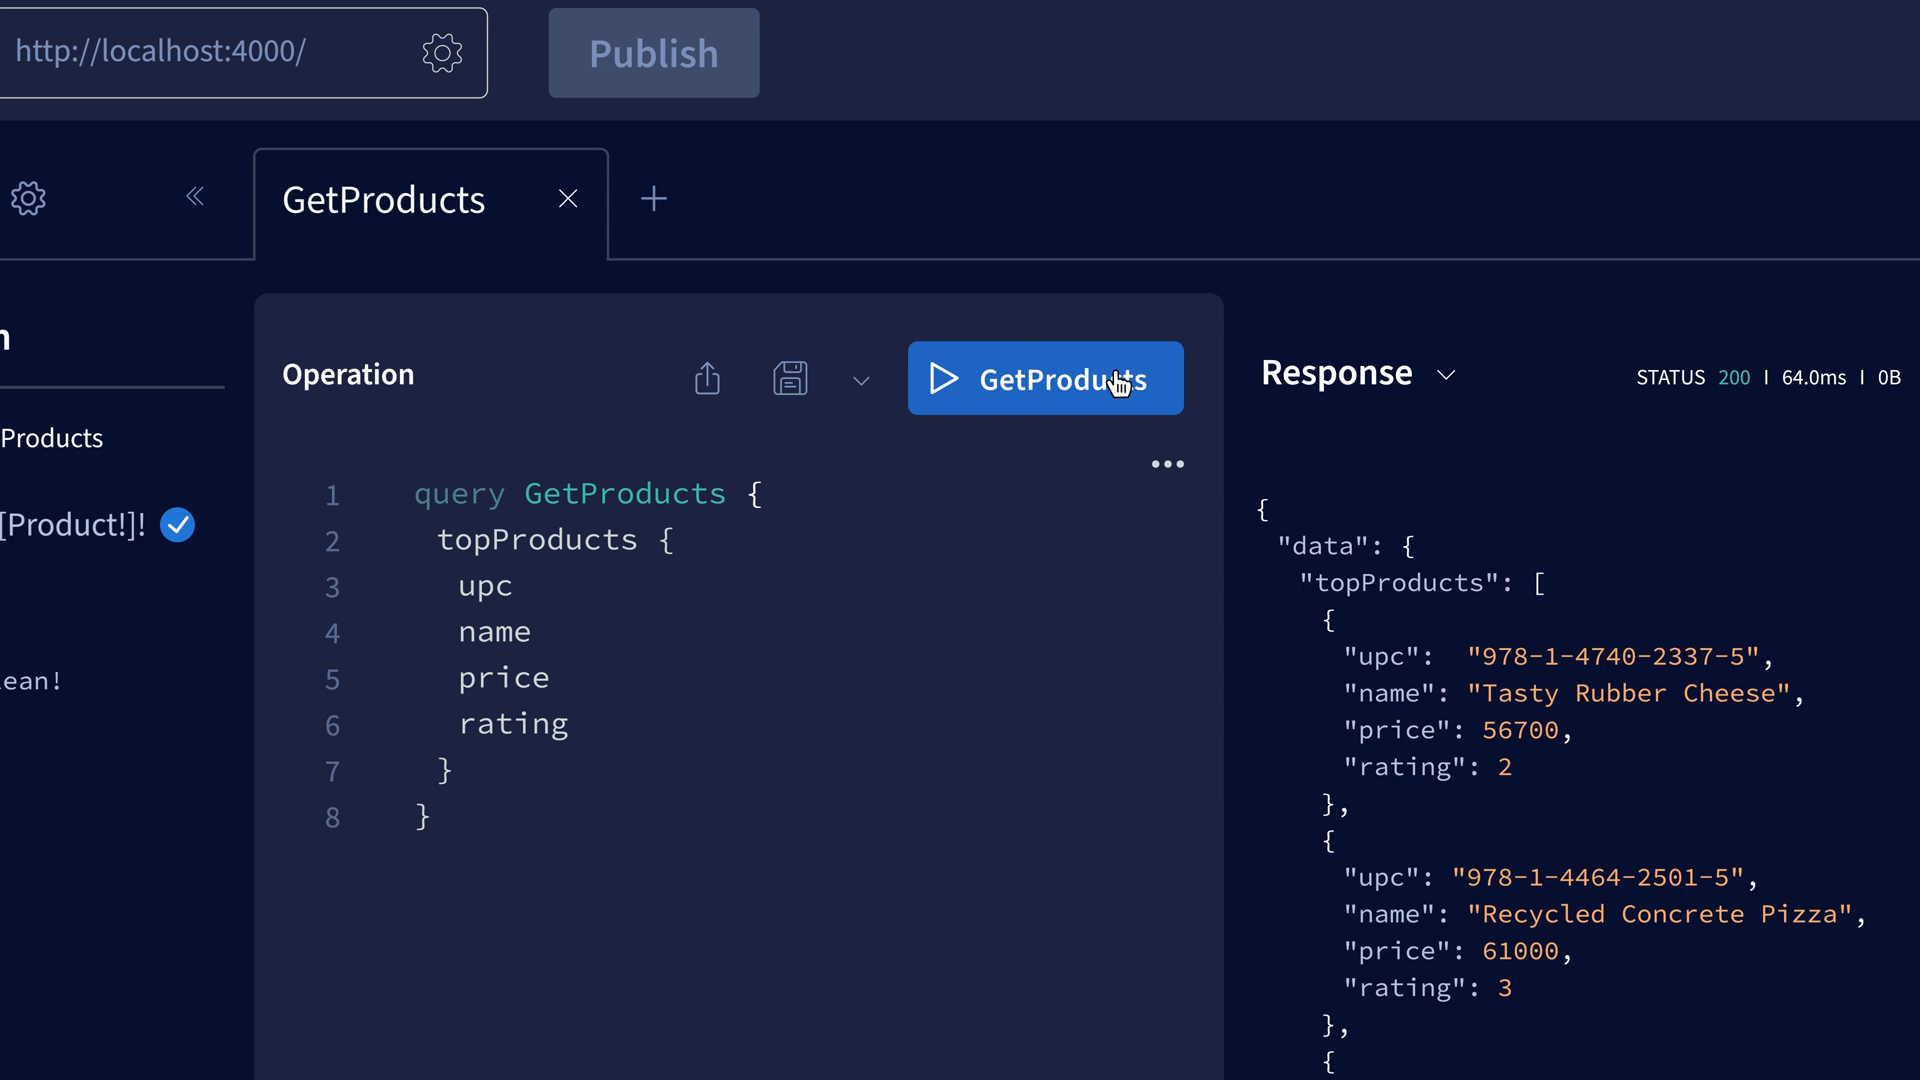 http://localhost:4000/
Publish
GetProducts
Operation
GetProducts
Response
STATUS 200 | 64.0ms | 0B
n
Products
[Product!]!
ean!
1 query GetProducts {
2 topProducts {
3 upc
4 name
5 price
6 rating
7 }
8 }
{
"data": {
"topProducts": [
{
"upc": "978-1-4740-2337-5",
"name": "Tasty Rubber Cheese",
"price": 56700,
"rating": 2
},
{
"upc": "978-1-4464-2501-5",
"name": "Recycled Concrete Pizza",
"price": 61000,
"rating": 3
},
{